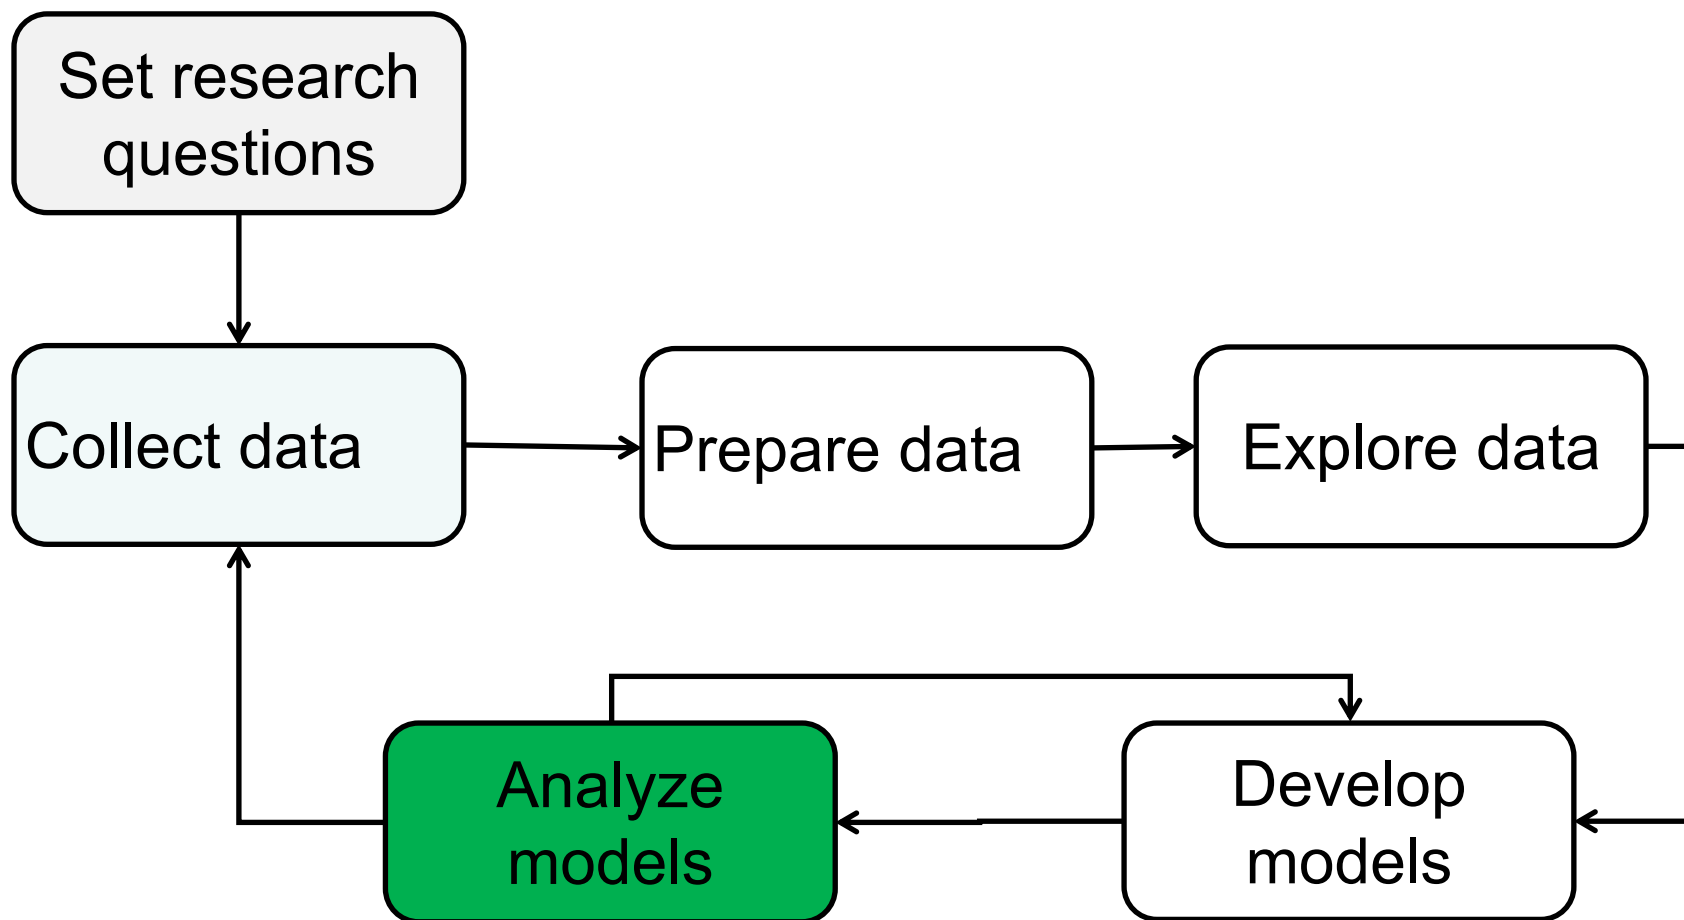 Set research
questions
Collect data
Prepare data
Explore data
Analyze
models
Develop
models